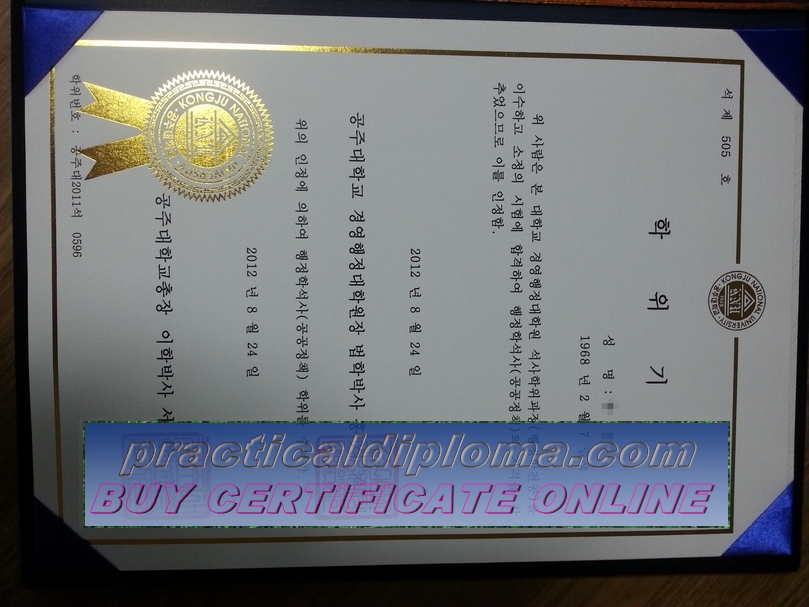 석 제 505 호
KONGJU NATIONAL UNIVERSITY
학 위 기
성 명 :
1968 년 2 월 7 일
위 사람은 본 대학교 경영행정대학원 석사학위과정(
이수하고 소정의 시험에 합격하여 행정학석사(공공정책)의
추었으므로 이를 인정함.
2012 년 8 월 24 일
공주대학교 경영행정대학원장 법학박사
위의 인정에 의하여 행정학석사(공공정책) 학위를
2012 년 8 월 24 일
KONGJU NATIONAL
공주대학교총장 이학박사 서
학위번호 : 공주대2011석 0596
practicaldiploma.com
BUY CERTIFICATE ONLINE